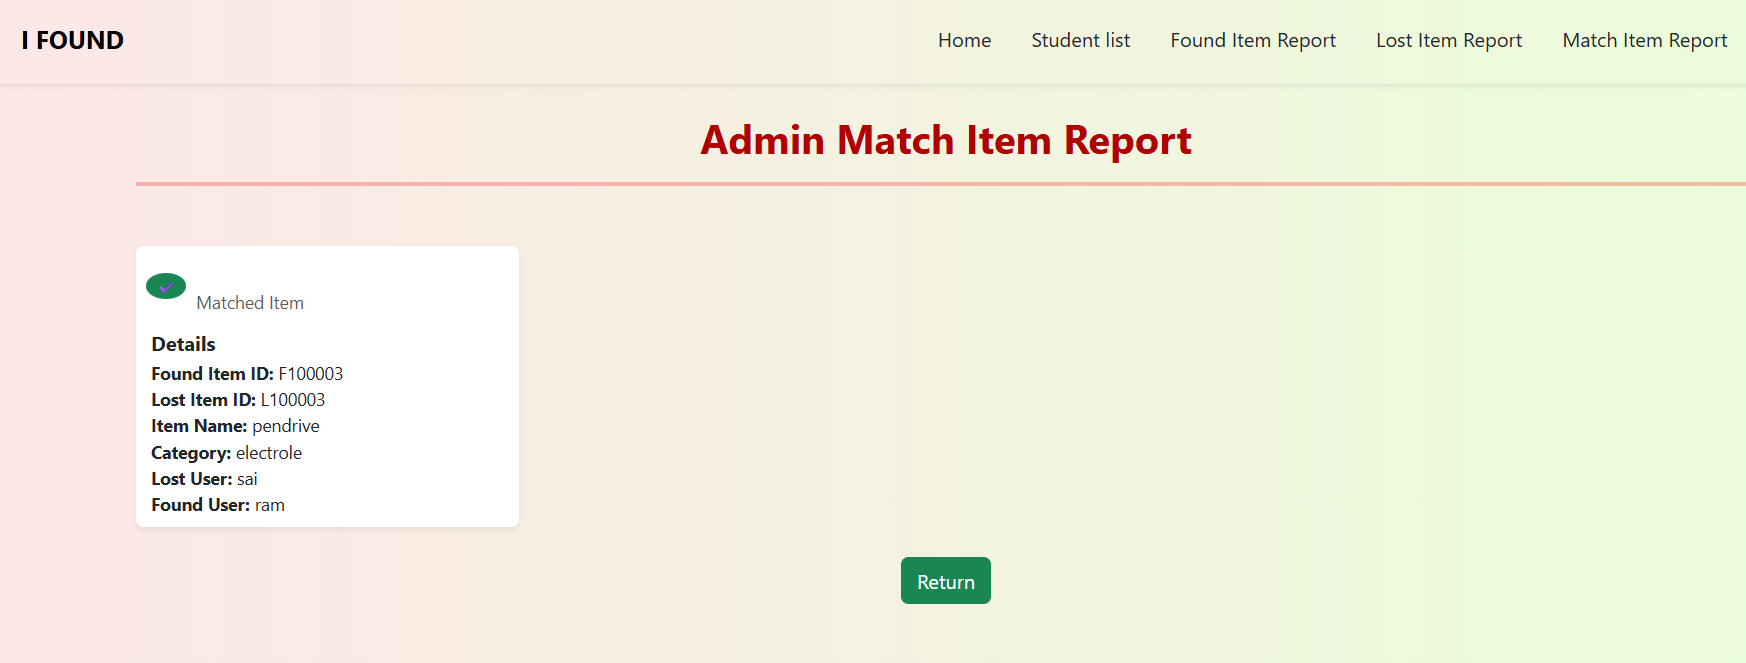 I FOUND
Home Student list Found Item Report Lost Item Report Match Item Report
Admin Match Item Report
Matched Item
Details
Found Item ID: F100003
Lost Item ID: L100003
Item Name: pendrive
Category: electrole
Lost User: sai
Found User: ram
Return